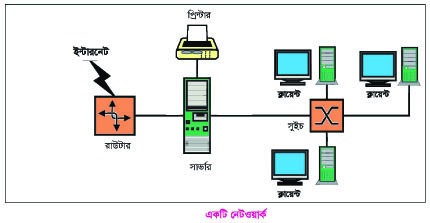 প্রিন্টার
ইন্টারনেট
ক্লায়েন্ট
ক্লায়েন্ট
রাউটার
সার্ভার
সুইচ
ক্লায়েন্ট
একটি নেটওয়ার্ক